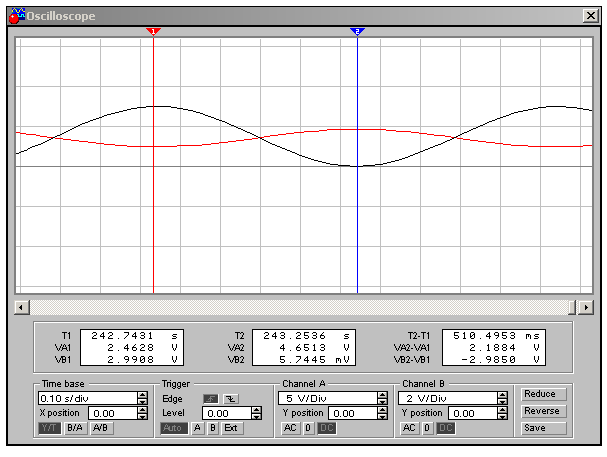 Oscilloscope
1 2
T1 242.7431 s T2 243.2536 s T2-T1 510.4953 ms
VA1 2.4628 V VA2 4.6513 V VA2-VA1 2.1884 V
VB1 2.9908 V VB2 5.7445 mV VB2-VB1 -2.9850 V
Time base Trigger Channel A Channel B
0.10 s/div Edge 5 V/Div 2 V/Div Reduce
X position 0.00 Level 0.00 Y position 0.00 Y position 0.00 Reverse
Y/T B/A A/B Auto A B Ext AC 0 DC AC 0 DC Save